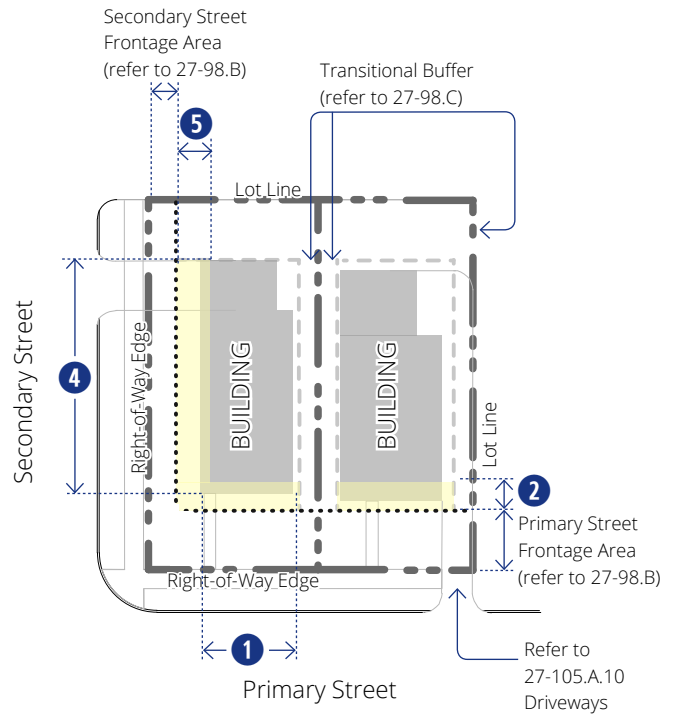 Secondary Street
Frontage Area
(refer to 27-98.B)
Transitional Buffer
(refer to 27-98.C)
5
Lot Line
Secondary Street
4
Right-of-Way Edge
BUILDING
BUILDING
Lot Line
2
Primary Street
Frontage Area
(refer to 27-98.B)
Right-of-Way Edge
1
Refer to
27-105.A.10
Driveways
Primary Street